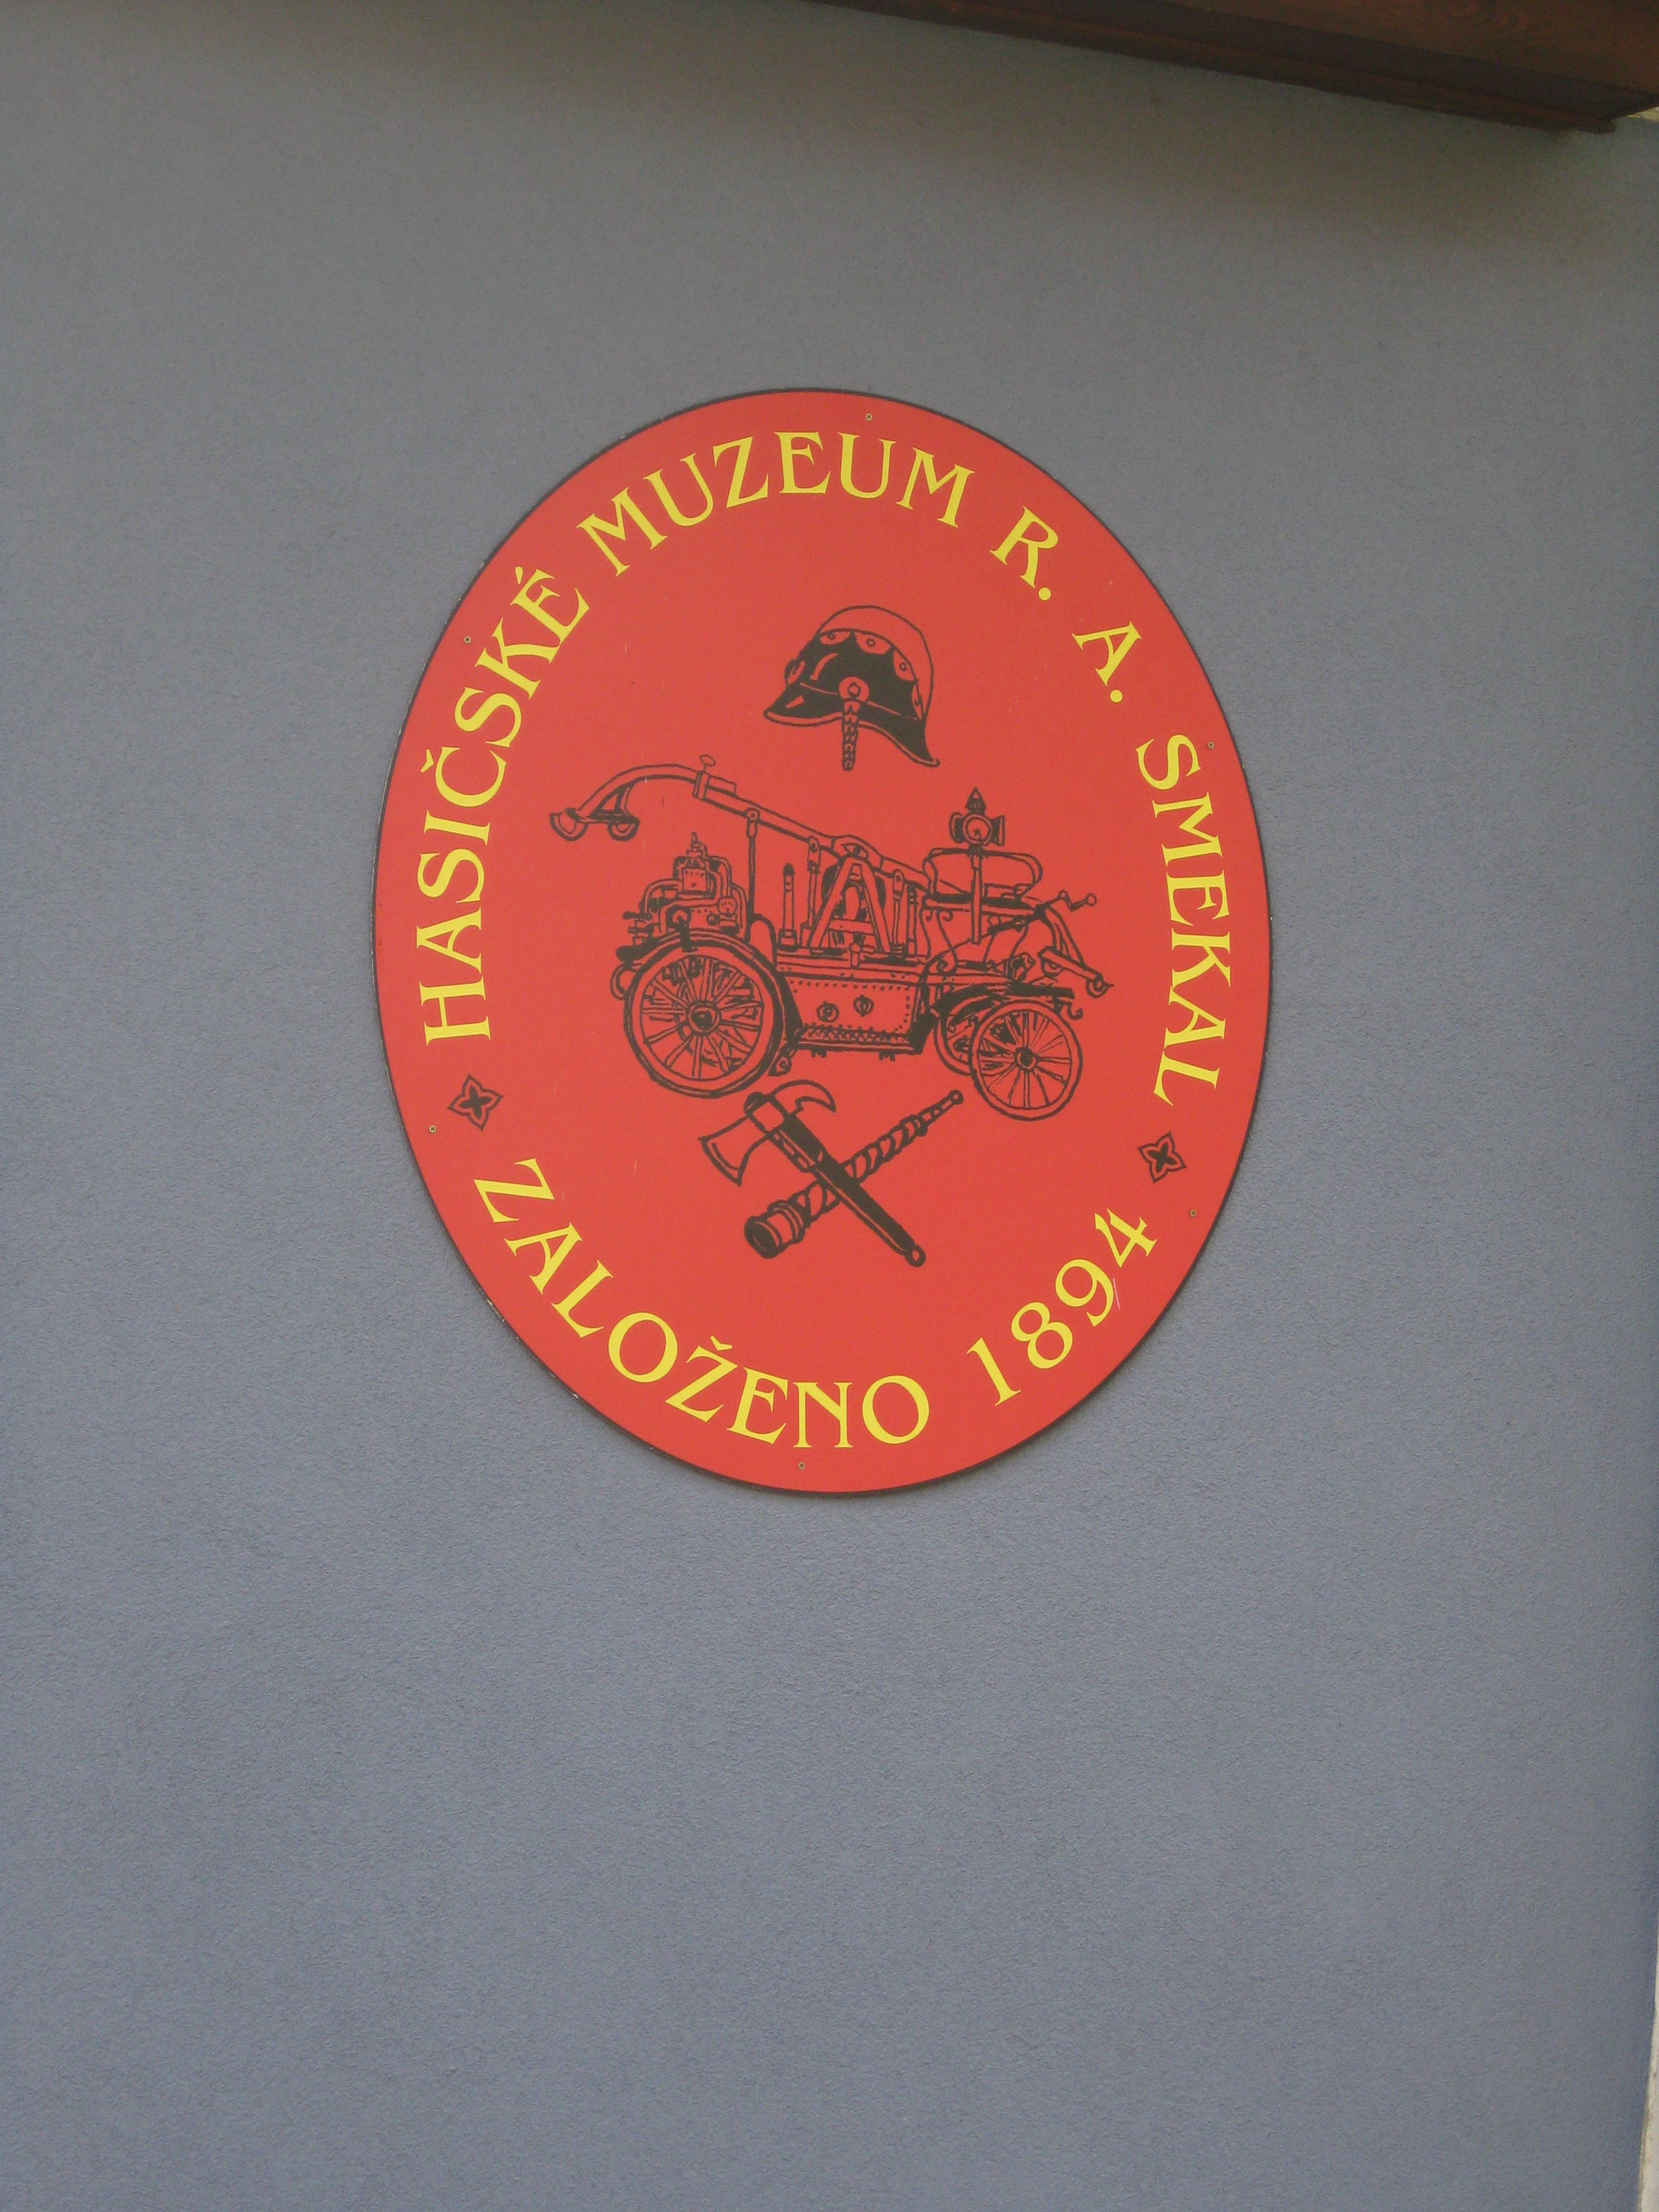 HASIČSKÉ MUZEUM R. A. SMEKAL
ZALOŽENO 1894